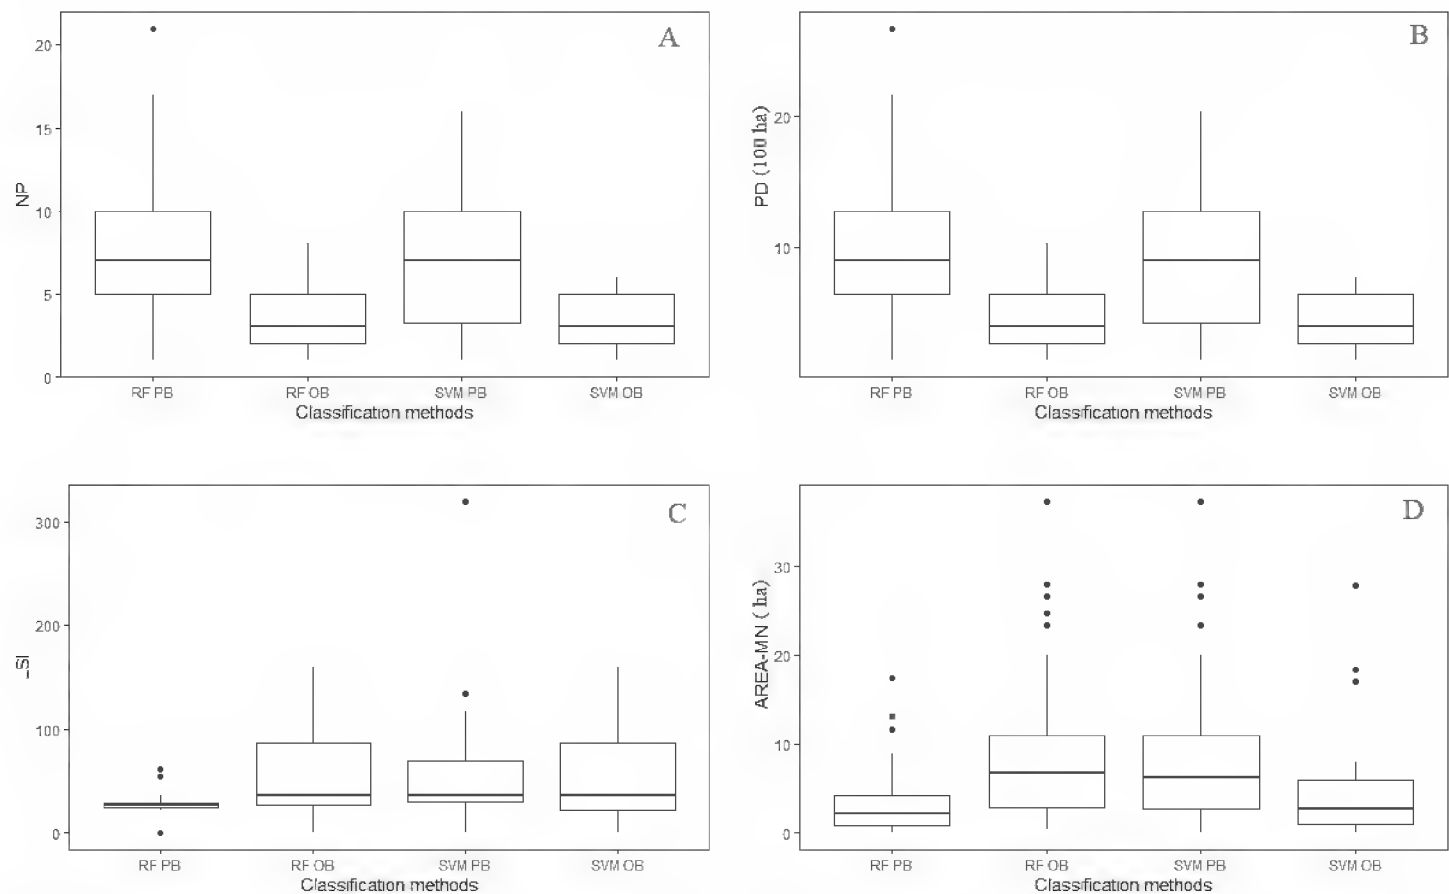 A
20
15
10
5
0
NP
RF PB RF OB SVM PB SVM OB
Classification methods
B
20
10
PD (100 ha)
RF PB RF OB SVM PB SVM OB
Classification methods
C
300
200
100
0
RF PB RF OB SVM PB SVM OB
Classification methods
D
30
20
10
0
AREA-MN ( ha)
RF PB RF OB SVM PB SVM OB
Classification methods